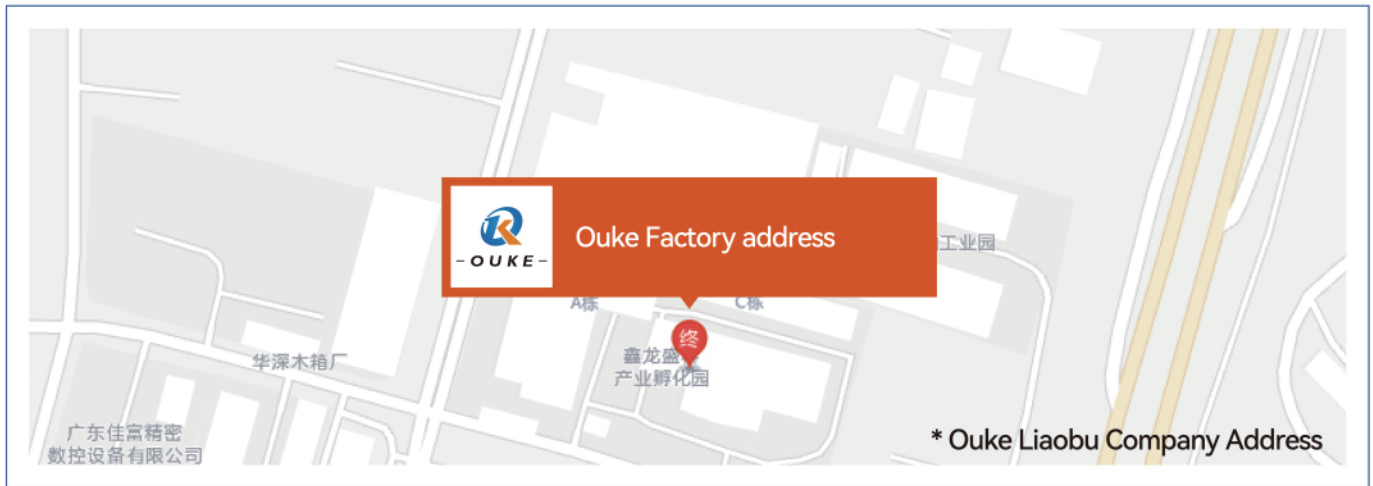 Ouke Factory address
-OUKE-
工业园
A栋
C栋
终
鑫龙盛
产业孵化园
华深木箱厂
广东佳富精密
数控设备有限公司
* Ouke Liaobu Company Address